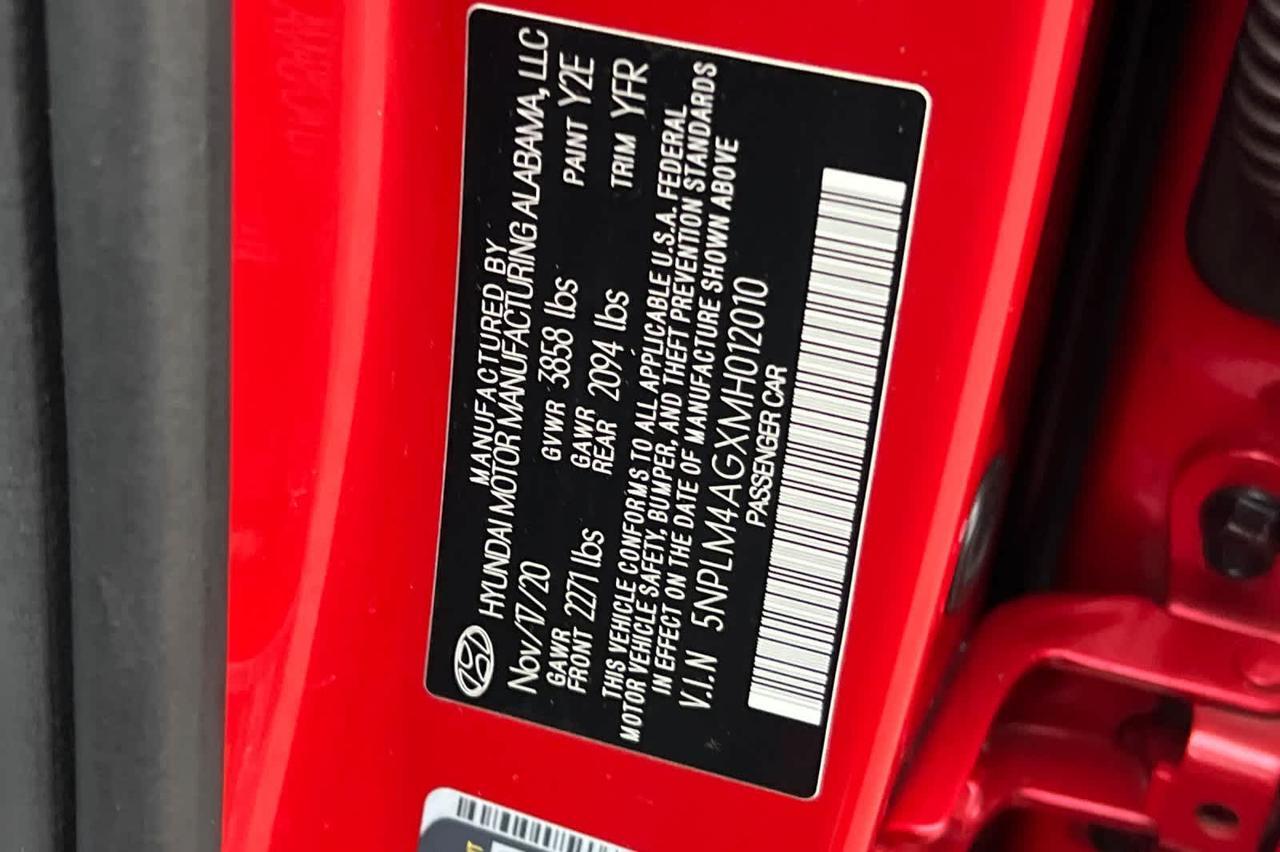 MANUFACTURED BY
HYUNDAI MOTOR MANUFACTURING ALABAMA, LLC
Nov/17/20 GVWR 3858 lbs PAINT Y2E
GAWR FRONT 2271 lbs GAWR REAR 2094 lbs TRIM YFR
THIS VEHICLE CONFORMS TO ALL APPLICABLE U.S.A. FEDERAL
MOTOR VEHICLE SAFETY, BUMPER, AND THEFT PREVENTION STANDARDS
IN EFFECT ON THE DATE OF MANUFACTURE SHOWN ABOVE
V.I.N 5NPLM4AGXMH012010
PASSENGER CAR